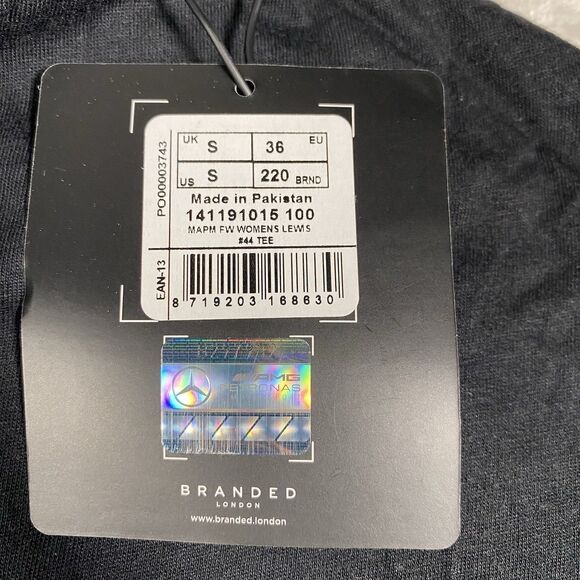 PO00003743
UK S 36 EU
US S 220 BRND
Made in Pakistan
141191015 100
MAPM FW WOMENS LEWIS
#44 TEE
EAN-13
8 719203 168630
AMG
PETRONAS
BRANDED
LONDON
www.branded.london